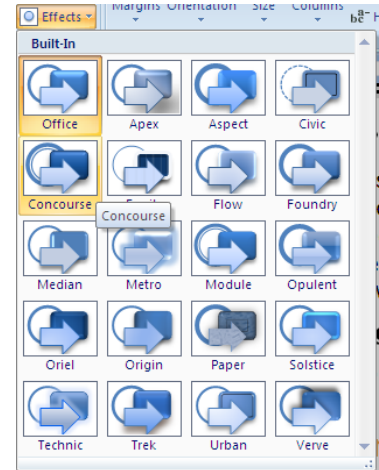 Effects Margins Orientation Size Columns
Built-In
Office Apex Aspect Civic
Concourse Flow Foundry
Concourse
Median Metro Module Opulent
Oriel Origin Paper Solstice
Technic Trek Urban Verve